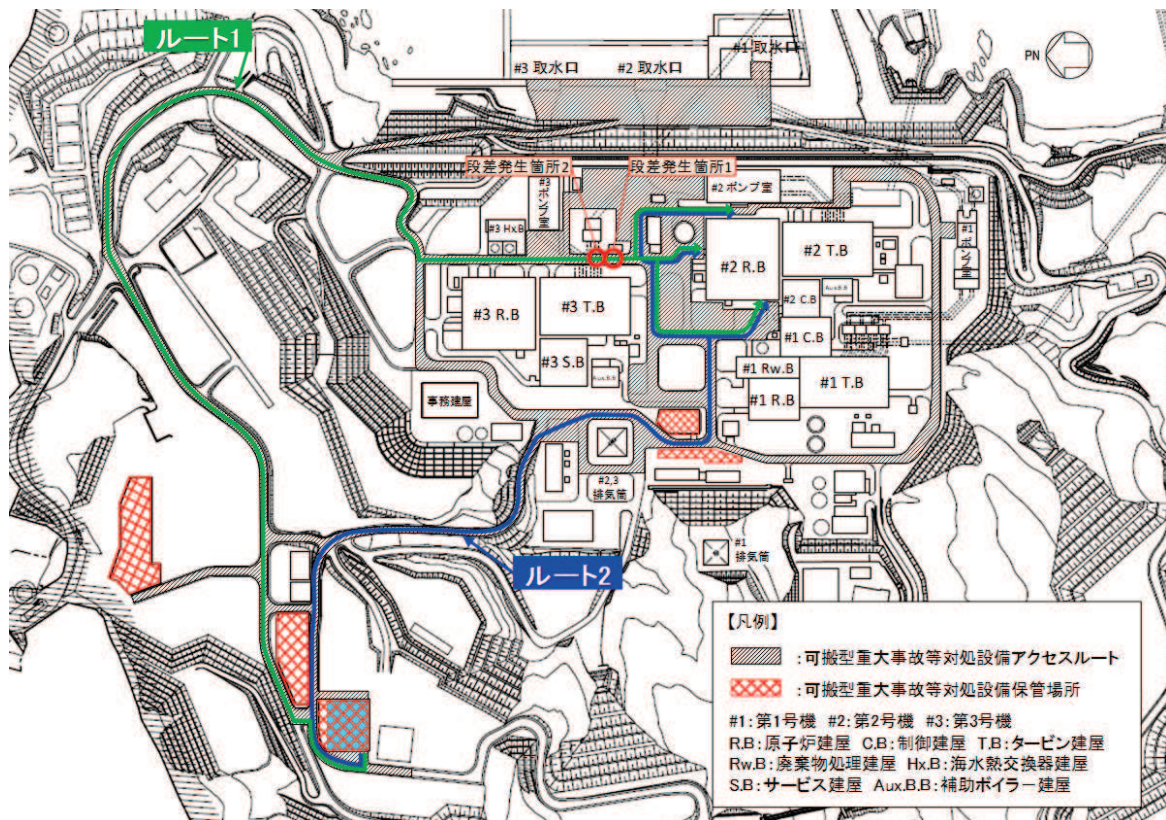 ルート1
#1 取水口
#3 取水口
#2 取水口
PN
段差発生箇所2
段差発生箇所1
#3
ポンプ室
#2 ポンプ室
#1
ポンプ室
#3 Hx.B
#2 R.B
#2 T.B
#3 R.B
#3 T.B
Aux.B.B
#2 C.B
#1 C.B
#3 S.B
Aux.B.B
#1 Rw.B
#1 T.B
#1 R.B
事務建屋
#2,3
排気筒
#1
排気筒
ルート2
【凡例】
:可搬型重大事故等対処設備アクセスルート
:可搬型重大事故等対処設備保管場所
#1:第1号機 #2:第2号機 #3:第3号機
R.B:原子炉建屋 C.B:制御建屋 T.B:タービン建屋
Rw.B:廃棄物処理建屋 Hx.B:海水熱交換器建屋
S.B:サービス建屋 Aux.B.B:補助ボイラー建屋